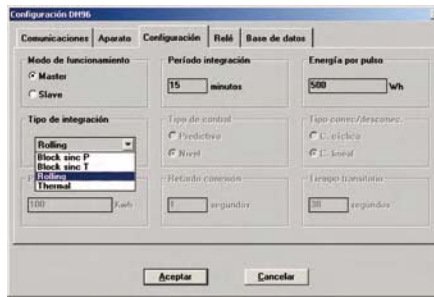 Configuración DH96
Comunicaciones Aparato Configuración Relé Base de datos
Modo de funcionamiento Período integración Energía por pulso
Master 15 minutos 500 Wh
Slave
Tipo de integración Tipo de control Tipo conex/desconex.
Rolling Predictivo C. cíclica
Block sinc P Nivel C. lineal
Block sinc T
Rolling
Thermal Retardo conexión Tiempo transitorio
100 Kwh 1 segundos 30 segundos
Aceptar Cancelar